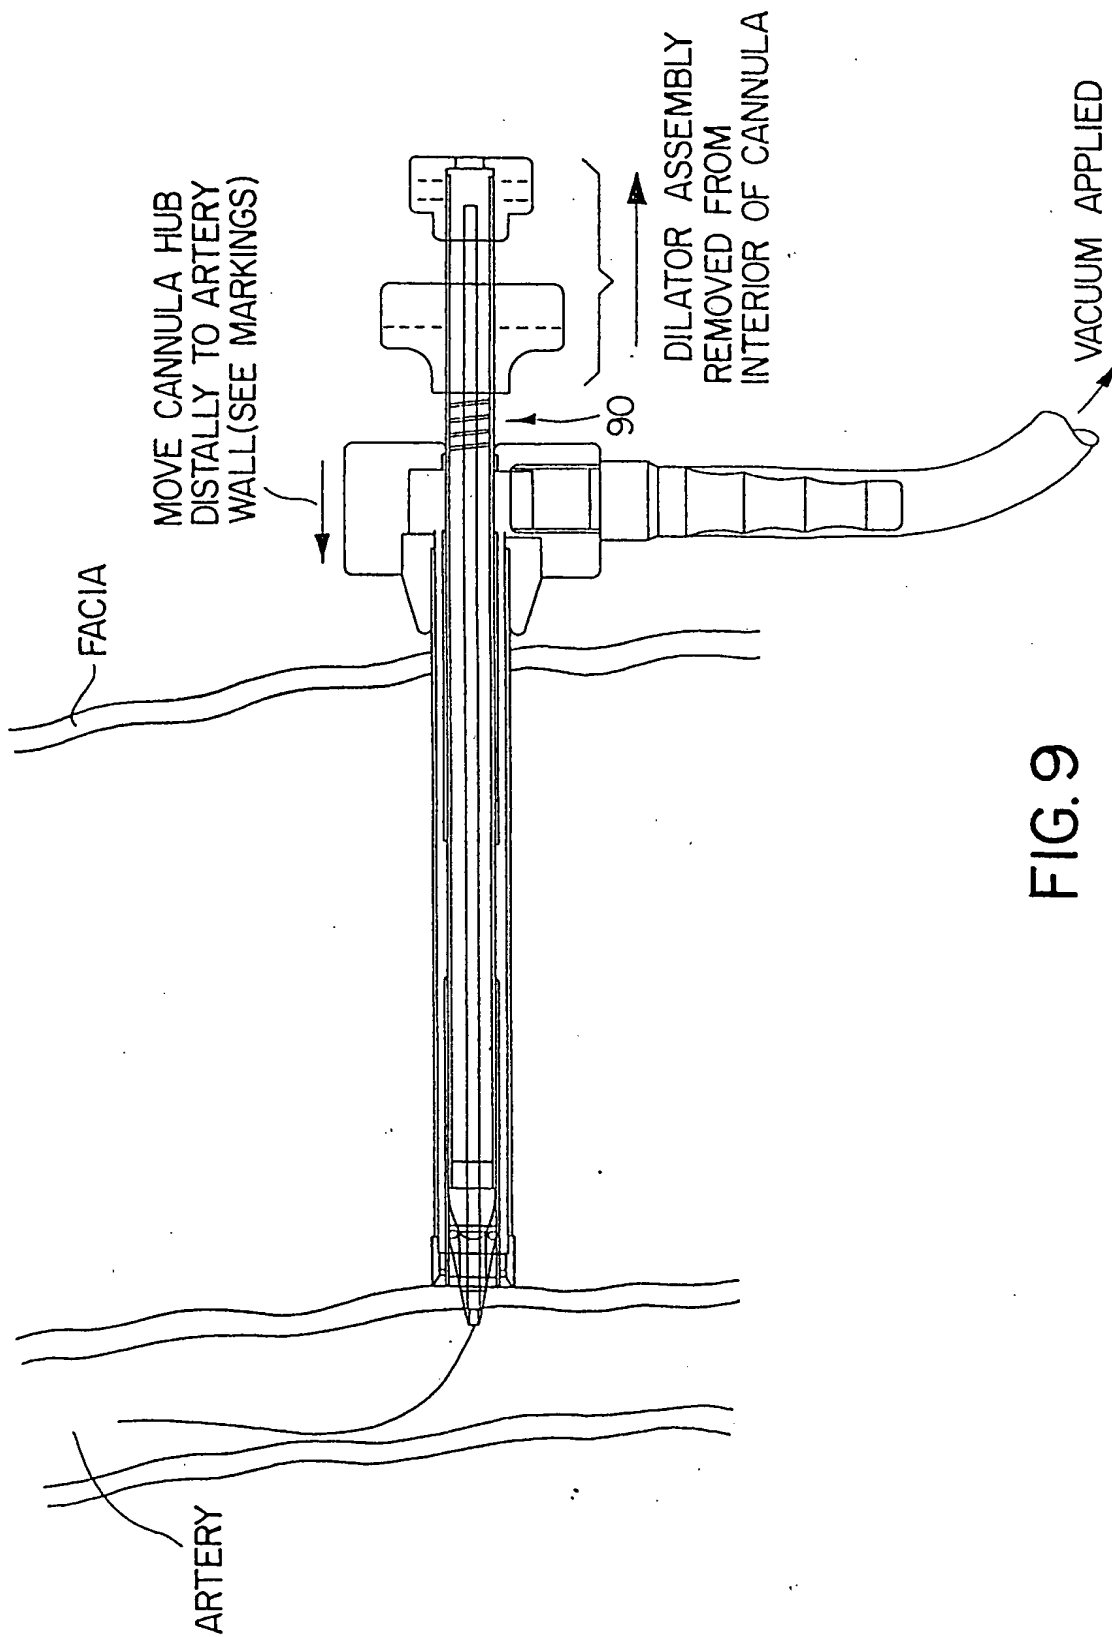 MOVE CANNULA HUB
DISTALLY TO ARTERY
WALL(SEE MARKINGS)
FACIA
90
DILATOR ASSEMBLY
REMOVED FROM
INTERIOR OF CANNULA
VACUUM APPLIED
ARTERY
FIG. 9